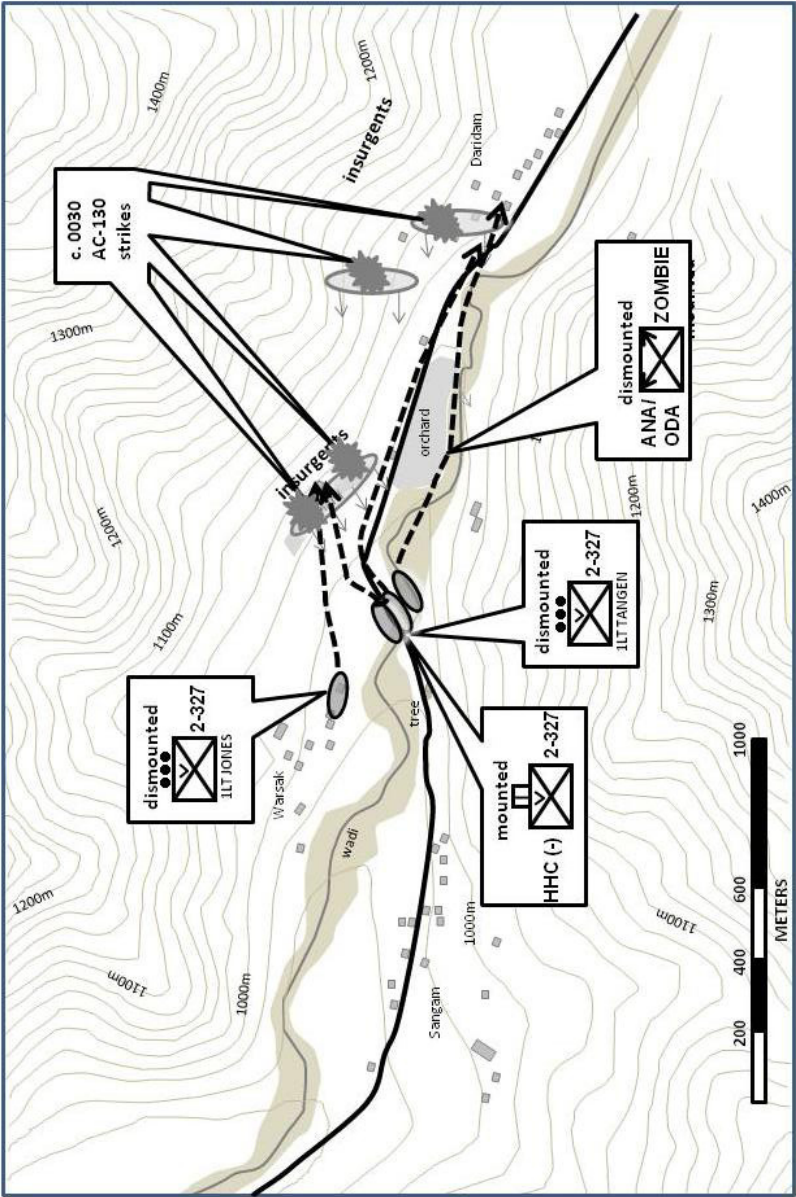 1400m
1200m
insurgents
Daridam
c. 0030
AC-130
strikes
1300m
insurgents
orchard
dismounted
ANA/
ODA
ZOMBIE
1200m
1400m
1200m
1100m
dismounted
V
2-327
1LT JONES
Warsak
tree
dismounted
V
2-327
1LT TANGEN
1300m
mounted
V
HHC (-)
2-327
wadi
1200m
1100m
1000m
Sangam
1000m
1100m
200
400
600
1000
METERS